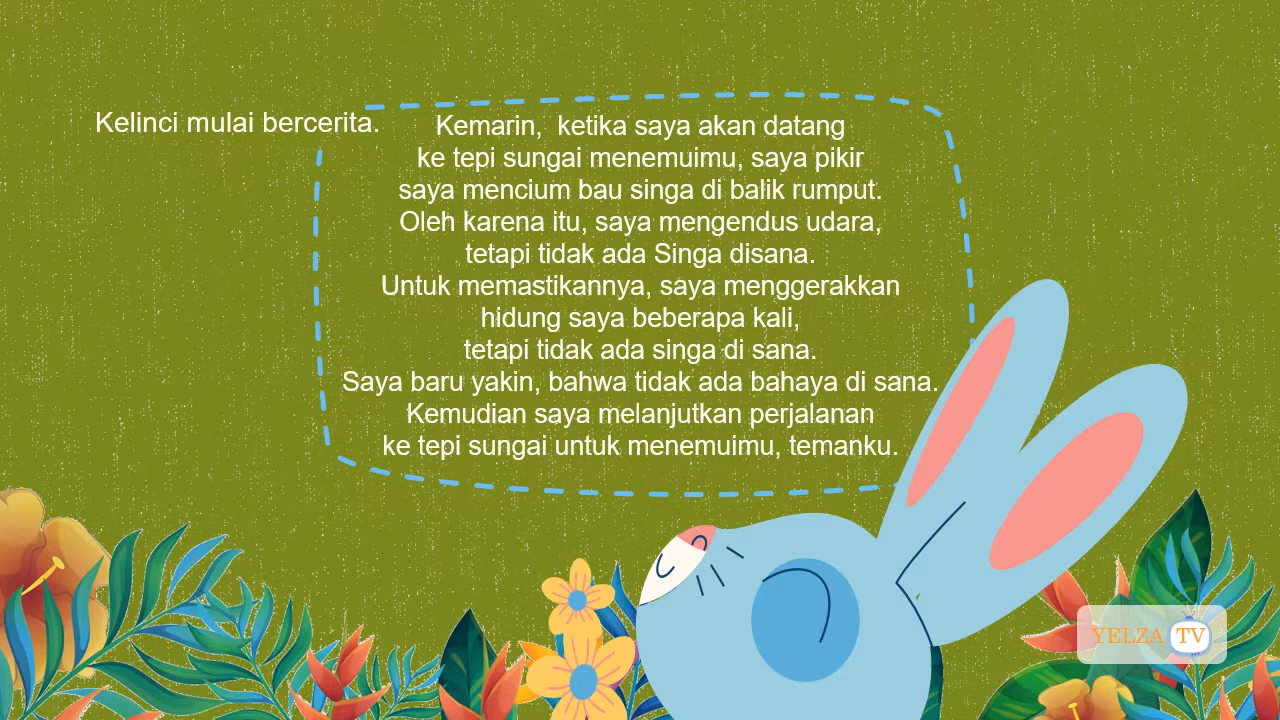 Kelinci mulai bercerita.
Kemarin,  ketika saya akan datang
ke tepi sungai menemuimu, saya pikir
saya mencium bau singa di balik rumput.
Oleh karena itu, saya mengendus udara,
tetapi tidak ada Singa disana.
Untuk memastikannya, saya menggerakkan
hidung saya beberapa kali,
tetapi tidak ada singa di sana.
Saya baru yakin, bahwa tidak ada bahaya di sana.
Kemudian saya melanjutkan perjalanan
ke tepi sungai untuk menemuimu, temanku.
YELZA TV